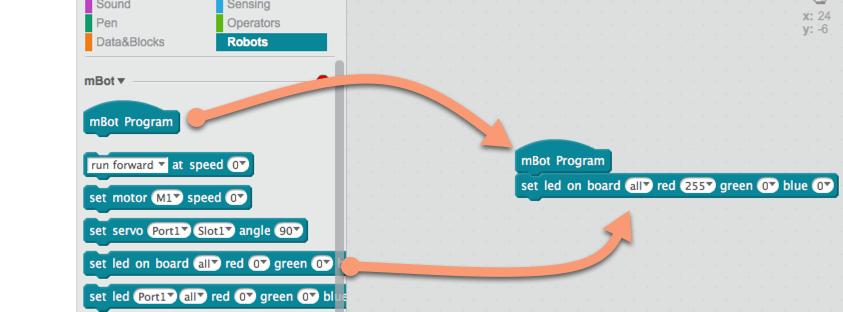 Sound Sensing
Pen Operators
Data&Blocks Robots
mBot
mBot Program
run forward at speed 0
set motor M1 speed 0
set servo Port1 Slot1 angle 90
set led on board all red 0 green 0
set led Port1 all red 0 green 0 blue
x: 24
y: -6
mBot Program
set led on board all red 255 green 0 blue 0